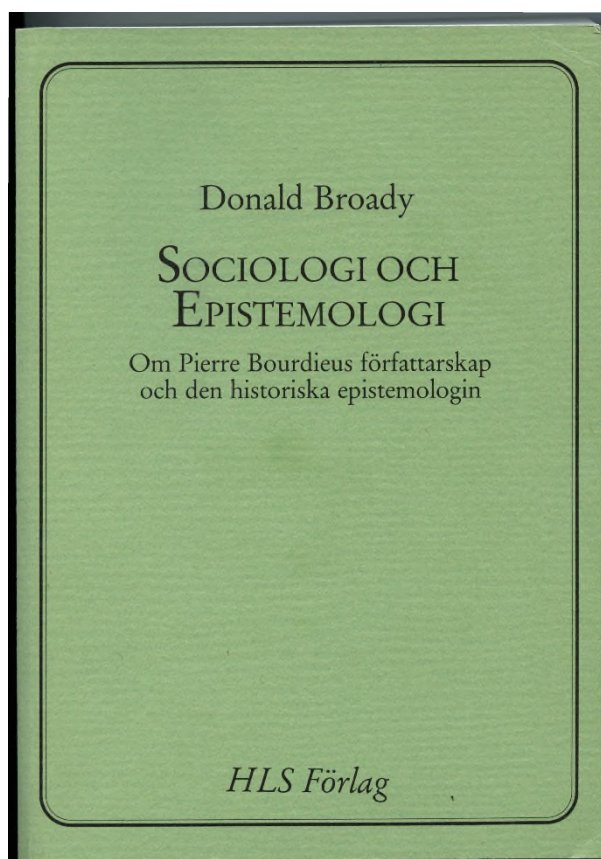 Donald Broady
SOCIOLOGI OCH
EPISTEMOLOGI
Om Pierre Bourdieus författarskap
och den historiska epistemologin
HLS Förlag